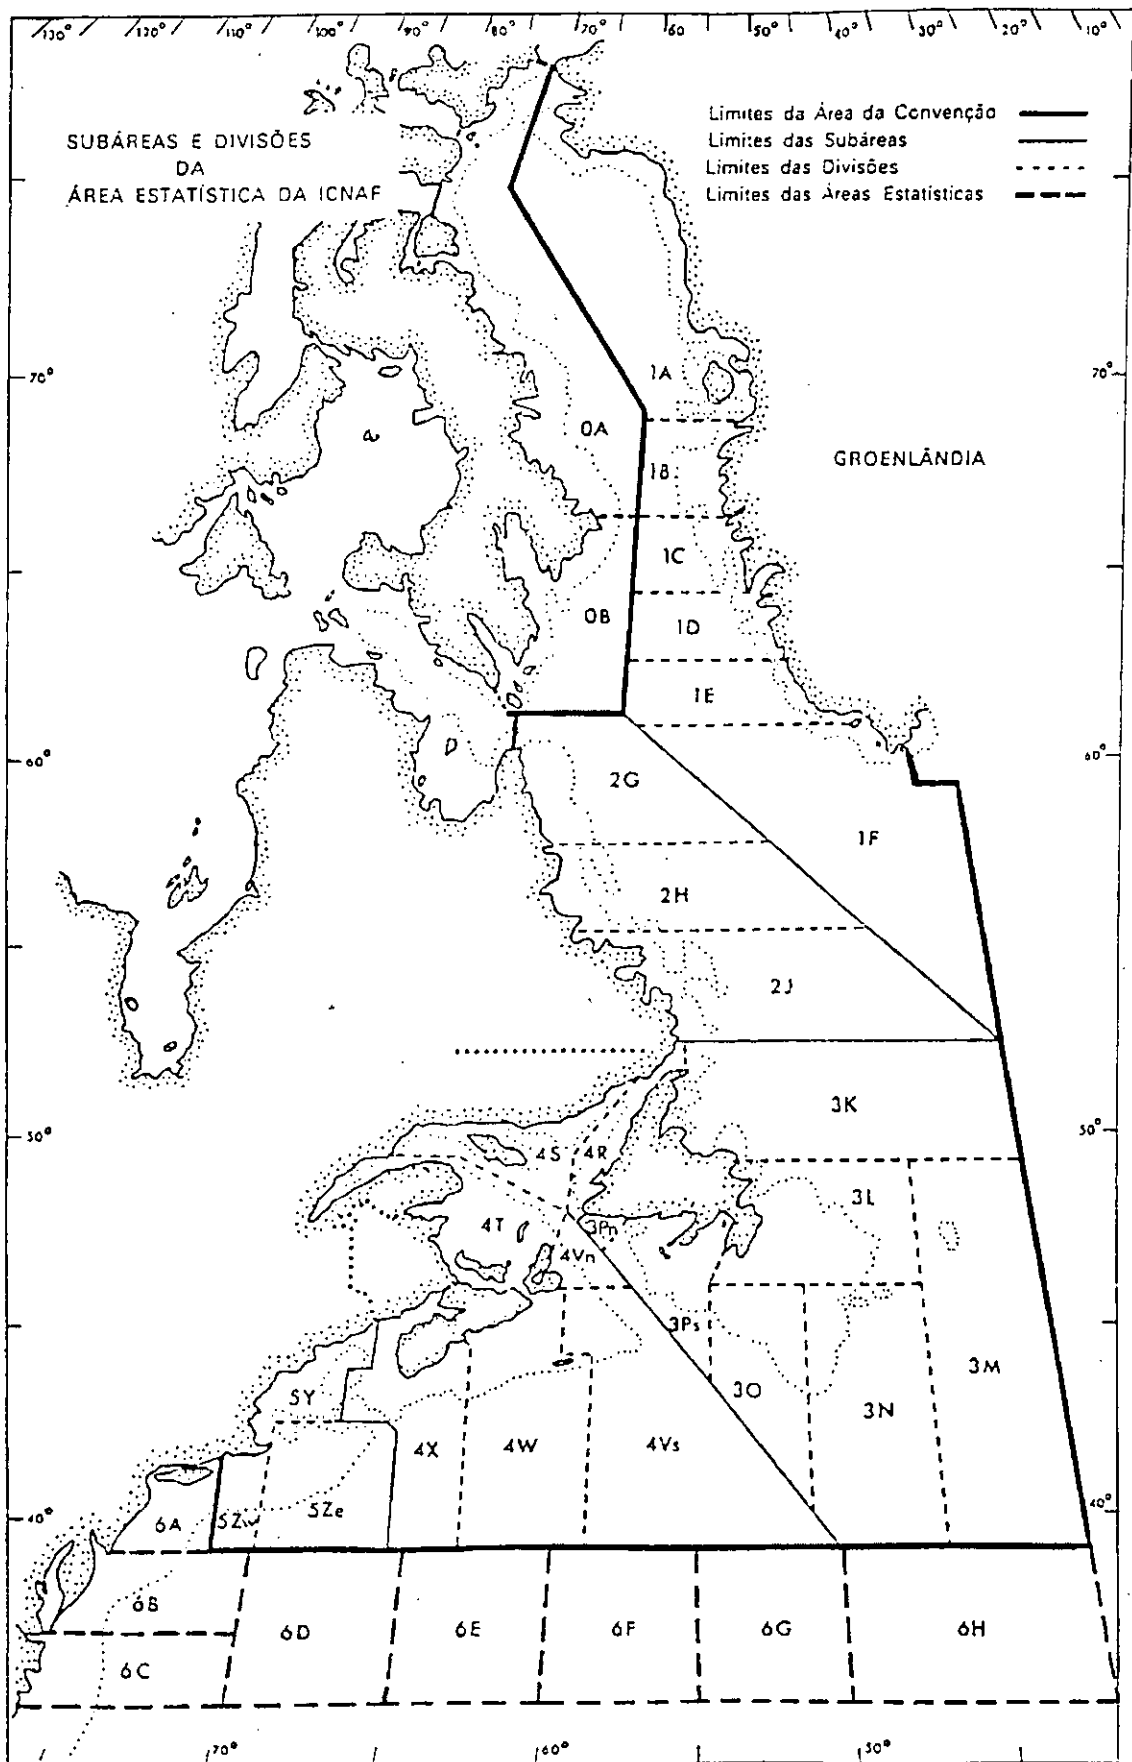 130° 120° 110° 100° 90° 80° 70° 60° 50° 40° 30° 20° 10°
SUBÁREAS E DIVISÕES
DA
ÁREA ESTATÍSTICA DA ICNAF
Limites da Área da Convenção
Limites das Subáreas
Limites das Divisões
Limites das Áreas Estatísticas
70° 1A 70°
0A
1B GROENLÂNDIA
1C
0B 1D
1E
60° 2G 60°
1F
2H
2J
3K
50° 50°
4S 4R
3L
4T 3Pn
4Vn
3Ps
3M
5Y 3O 3N
4X 4W 4Vs
40° 6A 5Zw 5Ze 40°
6B
6D 6E 6F 6G 6H
6C
70° 60° 50°